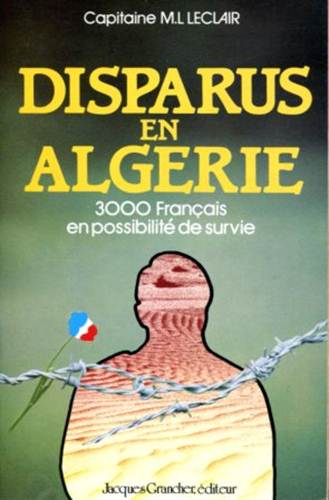 Capitaine M.L LECLAIR
DISPARUS
EN
ALGERIE
3000 Français
en possibilité de survie
Jacques Grancher, éditeur